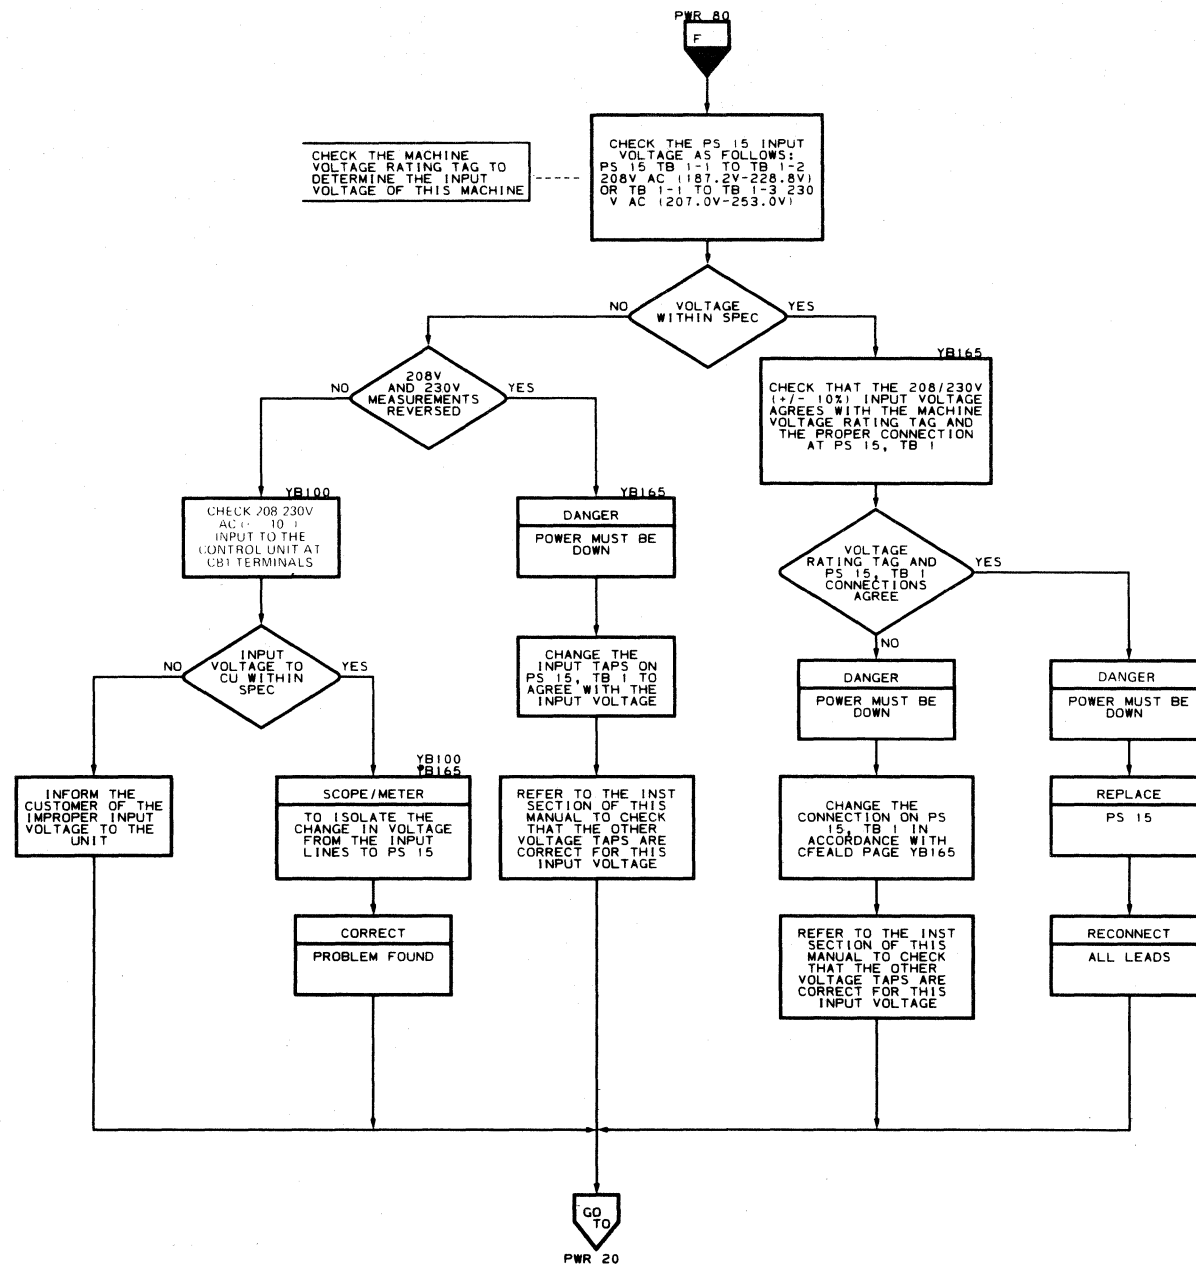 PWR 80
F
CHECK THE PS 15 INPUT
VOLTAGE AS FOLLOWS:
PS 15 TB 1-1 TO TB 1-2
208V AC (187.2V-228.8V)
OR TB 1-1 TO TB 1-3 230
V AC (207.0V-253.0V)
CHECK THE MACHINE
VOLTAGE RATING TAG TO
DETERMINE THE INPUT
VOLTAGE OF THIS MACHINE
VOLTAGE
WITHIN SPEC
NO
YES
208V
AND 230V
MEASUREMENTS
REVERSED
NO
YES
YB165
CHECK THAT THE 208/230V
(+/- 10%) INPUT VOLTAGE
AGREES WITH THE MACHINE
VOLTAGE RATING TAG AND
THE PROPER CONNECTION
AT PS 15, TB 1
YB100
CHECK 208 230V
AC ( 10 )
INPUT TO THE
CONTROL UNIT AT
CB1 TERMINALS
YB165
DANGER
POWER MUST BE
DOWN
VOLTAGE
RATING TAG AND
PS 15, TB 1
CONNECTIONS
AGREE
YES
NO
INPUT
VOLTAGE TO
CU WITHIN
SPEC
NO
YES
CHANGE THE
INPUT TAPS ON
PS 15, TB 1 TO
AGREE WITH THE
INPUT VOLTAGE
DANGER
POWER MUST BE
DOWN
DANGER
POWER MUST BE
DOWN
INFORM THE
CUSTOMER OF THE
IMPROPER INPUT
VOLTAGE TO THE
UNIT
YB100
YB165
SCOPE/METER
TO ISOLATE THE
CHANGE IN VOLTAGE
FROM THE INPUT
LINES TO PS 15
REFER TO THE INST
SECTION OF THIS
MANUAL TO CHECK
THAT THE OTHER
VOLTAGE TAPS ARE
CORRECT FOR THIS
INPUT VOLTAGE
CHANGE THE
CONNECTION ON PS
15, TB 1 IN
ACCORDANCE WITH
CFEALD PAGE YB165
REPLACE
PS 15
CORRECT
PROBLEM FOUND
REFER TO THE INST
SECTION OF THIS
MANUAL TO CHECK
THAT THE OTHER
VOLTAGE TAPS ARE
CORRECT FOR THIS
INPUT VOLTAGE
RECONNECT
ALL LEADS
GO
TO
PWR 20